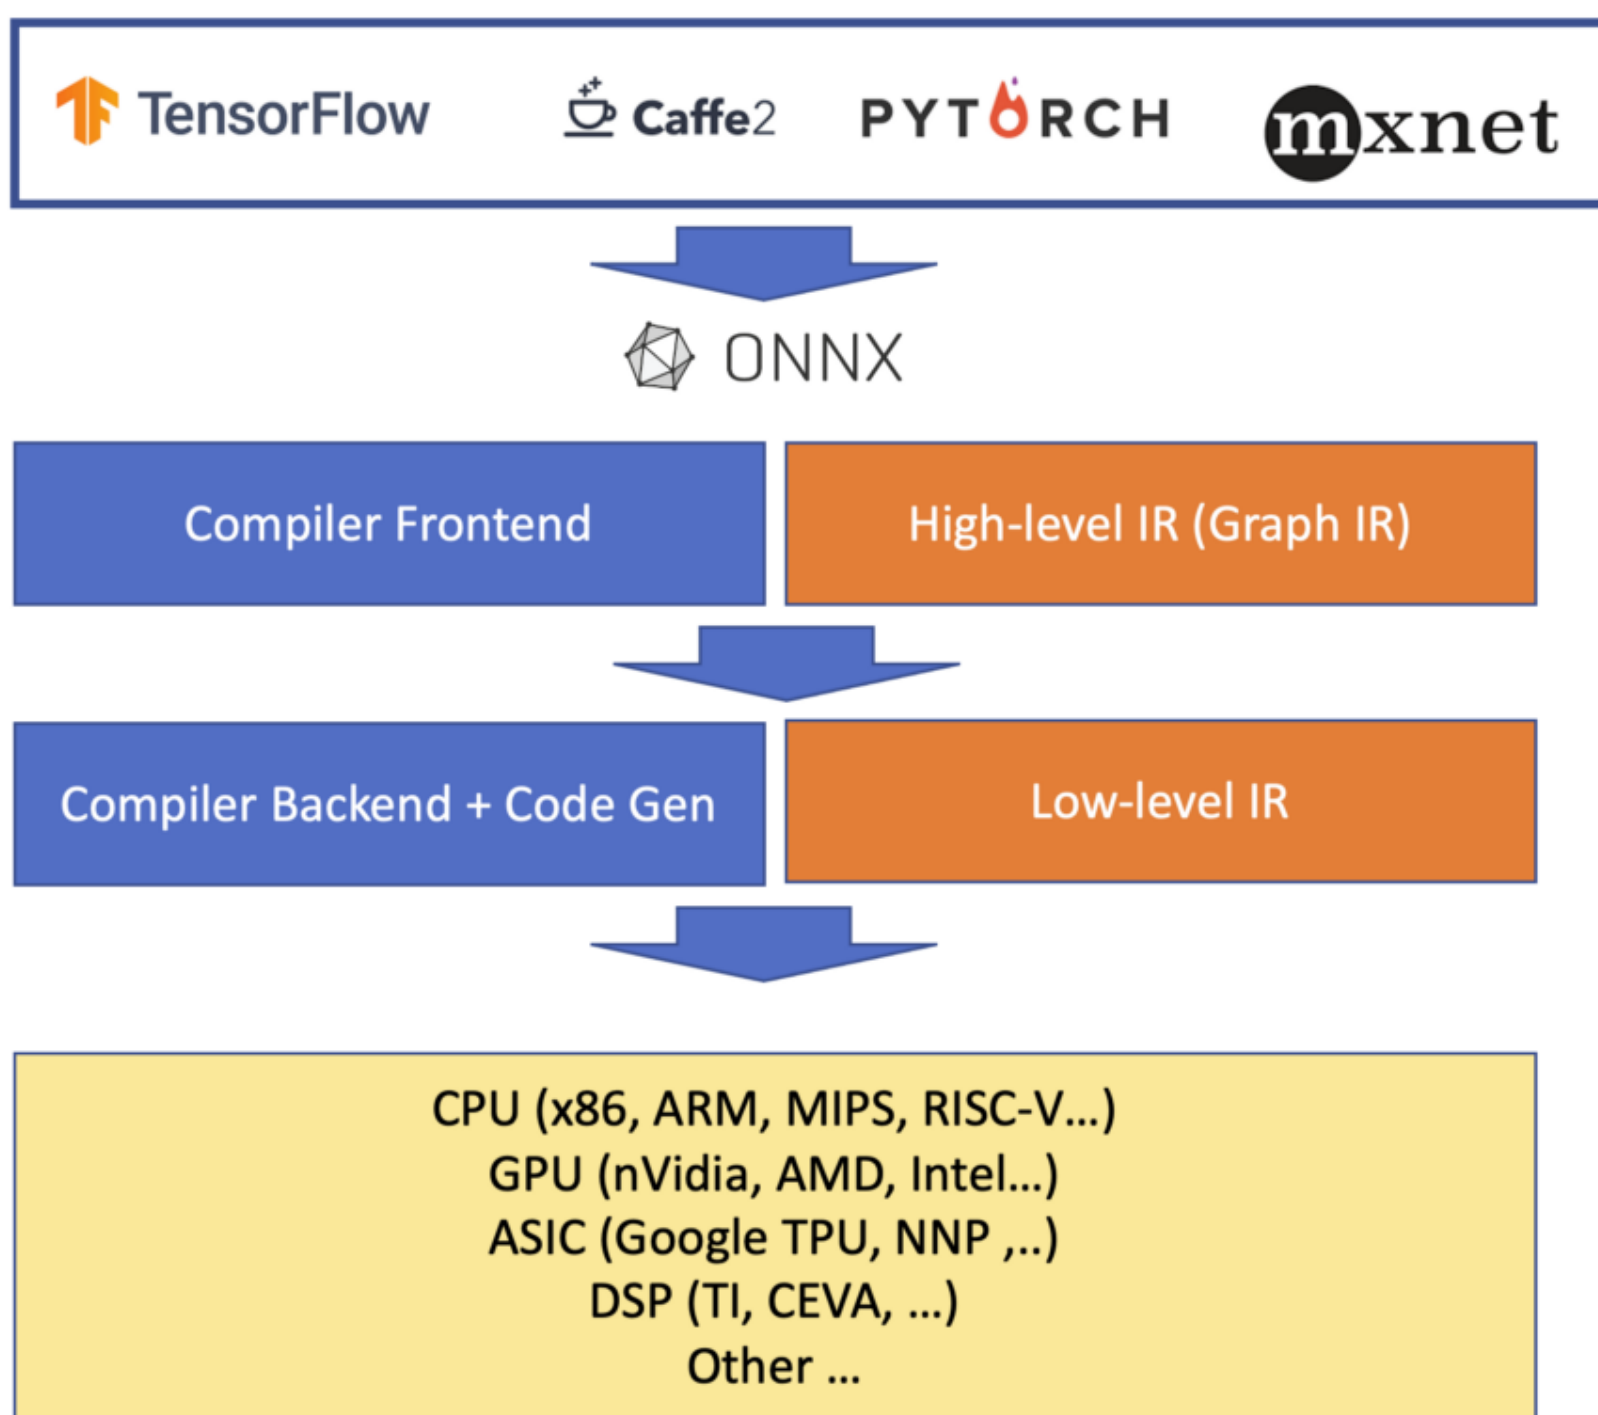 TensorFlow Caffe2 PYTORCH mxnet
ONNX
Compiler Frontend
High-level IR (Graph IR)
Compiler Backend + Code Gen
Low-level IR
CPU (x86, ARM, MIPS, RISC-V...)
GPU (nVidia, AMD, Intel...)
ASIC (Google TPU, NNP ,..)
DSP (TI, CEVA, ...)
Other ...